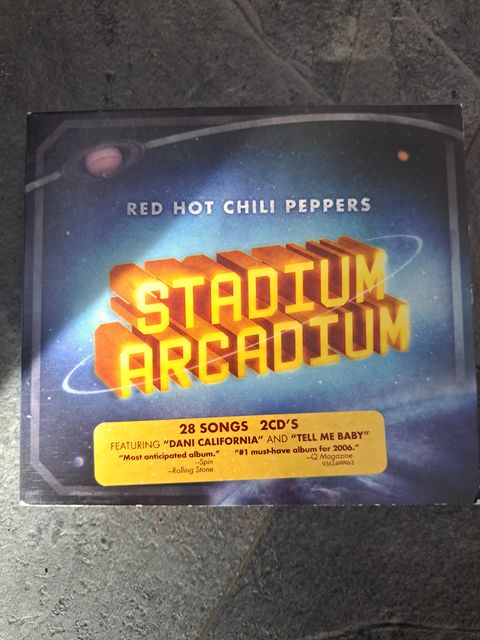 RED HOT CHILI PEPPERS
STADIUM
ARCADIUM
28 SONGS 2CD'S
FEATURING "DANI CALIFORNIA" AND "TELL ME BABY"
"Most anticipated album." "#1 must-have album for 2006."
–Spin –Q Magazine
–Rolling Stone 9362499962